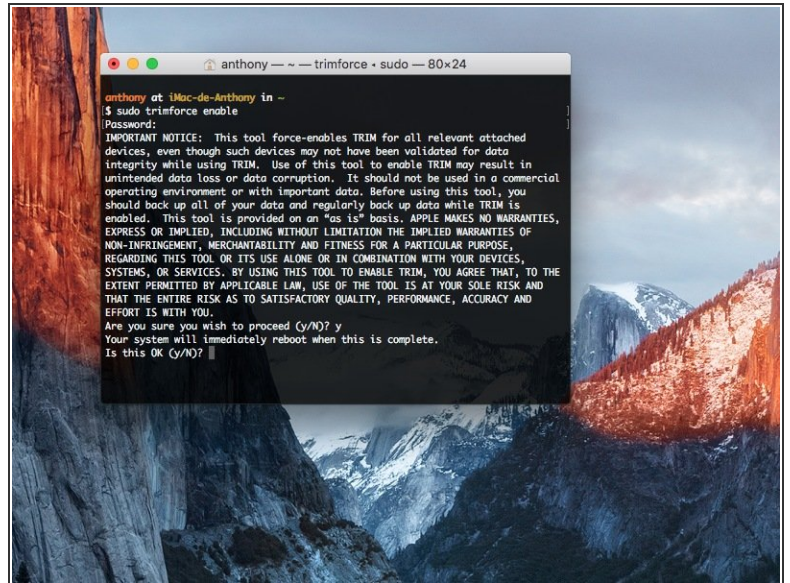 anthony — ~ — trimforce • sudo — 80×24
anthony at iMac-de-Anthony in ~
[$ sudo trimforce enable ]
[Password: ]
IMPORTANT NOTICE:  This tool force-enables TRIM for all relevant attached
devices, even though such devices may not have been validated for data
integrity while using TRIM.  Use of this tool to enable TRIM may result in
unintended data loss or data corruption.  It should not be used in a commercial
operating environment or with important data. Before using this tool, you
should back up all of your data and regularly back up data while TRIM is
enabled.  This tool is provided on an “as is” basis. APPLE MAKES NO WARRANTIES,
EXPRESS OR IMPLIED, INCLUDING WITHOUT LIMITATION THE IMPLIED WARRANTIES OF
NON-INFRINGEMENT, MERCHANTABILITY AND FITNESS FOR A PARTICULAR PURPOSE,
REGARDING THIS TOOL OR ITS USE ALONE OR IN COMBINATION WITH YOUR DEVICES,
SYSTEMS, OR SERVICES. BY USING THIS TOOL TO ENABLE TRIM, YOU AGREE THAT, TO THE
EXTENT PERMITTED BY APPLICABLE LAW, USE OF THE TOOL IS AT YOUR SOLE RISK AND
THAT THE ENTIRE RISK AS TO SATISFACTORY QUALITY, PERFORMANCE, ACCURACY AND
EFFORT IS WITH YOU.
Are you sure you wish to proceed (y/N)? y
Your system will immediately reboot when this is complete.
Is this OK (y/N)?